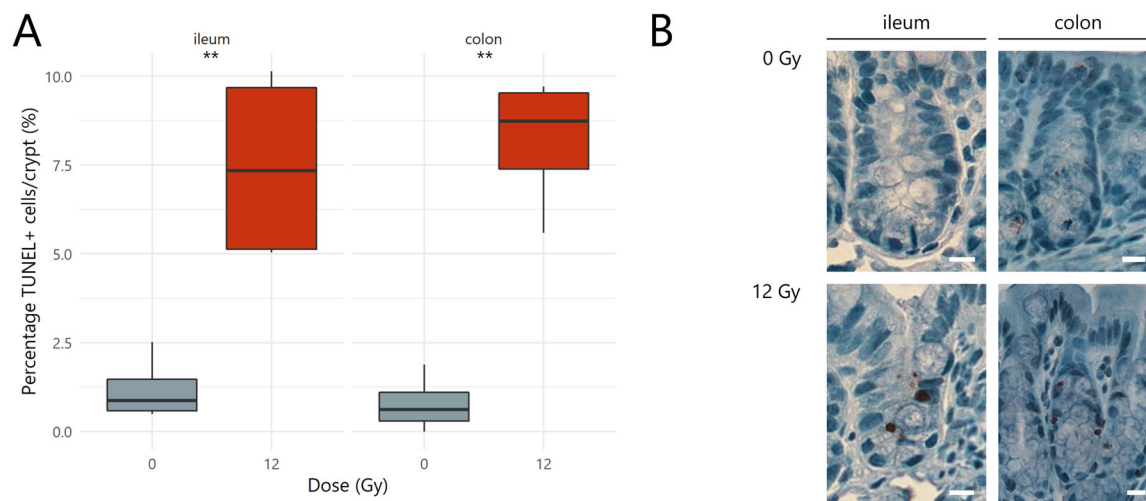 A
ileum
colon
**
**
Percentage TUNEL+ cells/crypt (%)
10.0
7.5
5.0
2.5
0.0
0
12
0
12
Dose (Gy)
B
ileum
colon
0 Gy
12 Gy